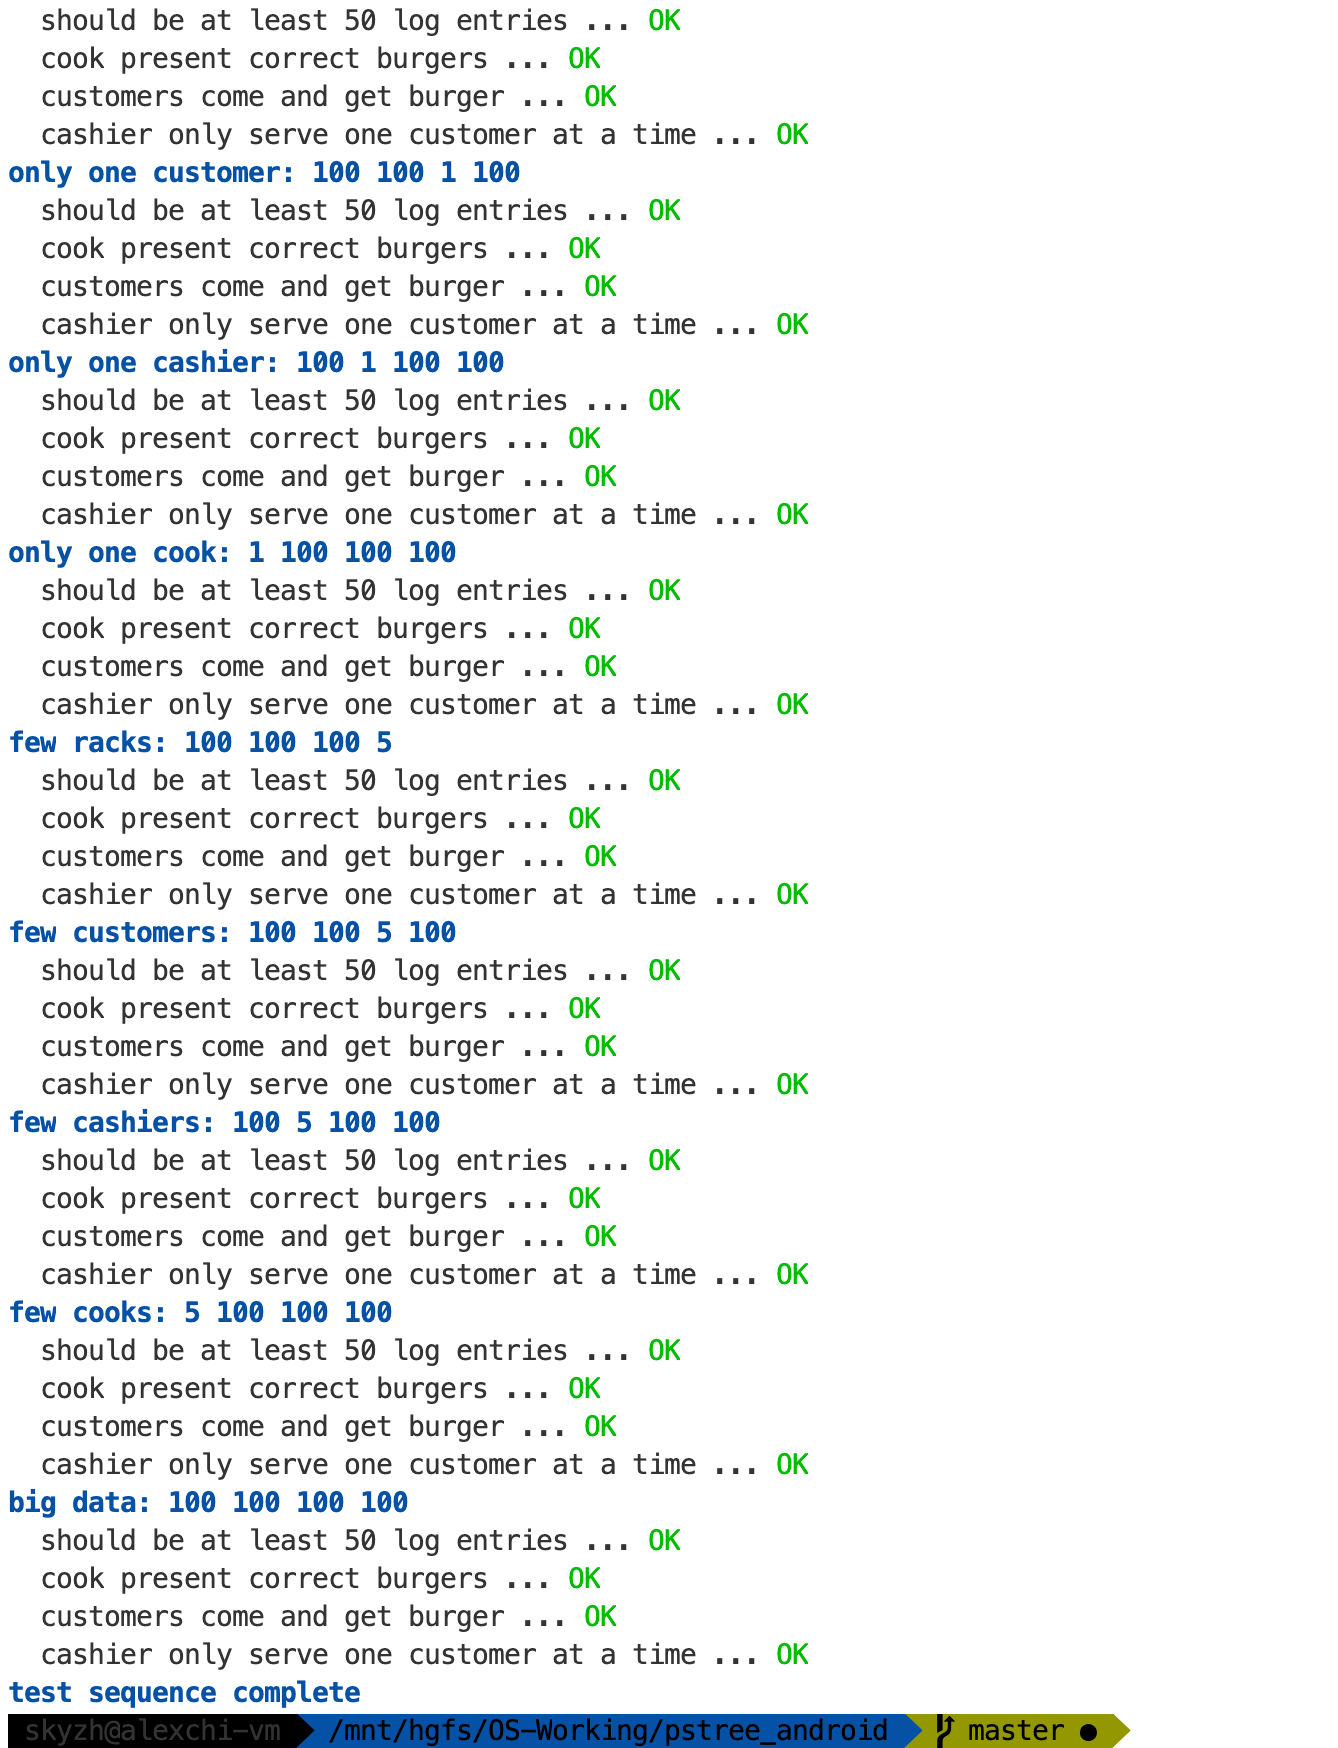 should be at least 50 log entries ... OK
cook present correct burgers ... OK
customers come and get burger ... OK
cashier only serve one customer at a time ... OK
only one customer: 100 100 1 100
should be at least 50 log entries ... OK
cook present correct burgers ... OK
customers come and get burger ... OK
cashier only serve one customer at a time ... OK
only one cashier: 100 1 100 100
should be at least 50 log entries ... OK
cook present correct burgers ... OK
customers come and get burger ... OK
cashier only serve one customer at a time ... OK
only one cook: 1 100 100 100
should be at least 50 log entries ... OK
cook present correct burgers ... OK
customers come and get burger ... OK
cashier only serve one customer at a time ... OK
few racks: 100 100 100 5
should be at least 50 log entries ... OK
cook present correct burgers ... OK
customers come and get burger ... OK
cashier only serve one customer at a time ... OK
few customers: 100 100 5 100
should be at least 50 log entries ... OK
cook present correct burgers ... OK
customers come and get burger ... OK
cashier only serve one customer at a time ... OK
few cashiers: 100 5 100 100
should be at least 50 log entries ... OK
cook present correct burgers ... OK
customers come and get burger ... OK
cashier only serve one customer at a time ... OK
few cooks: 5 100 100 100
should be at least 50 log entries ... OK
cook present correct burgers ... OK
customers come and get burger ... OK
cashier only serve one customer at a time ... OK
big data: 100 100 100 100
should be at least 50 log entries ... OK
cook present correct burgers ... OK
customers come and get burger ... OK
cashier only serve one customer at a time ... OK
test sequence complete
skyzh@alexchi-vm /mnt/hgfs/OS-Working/pstree_android master ●